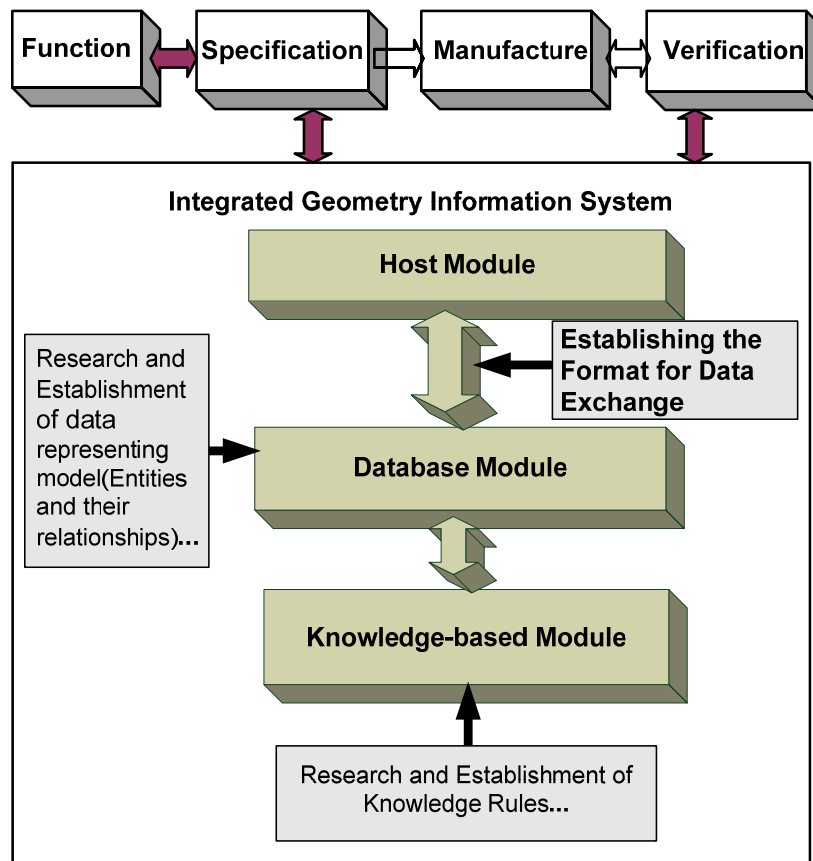 Function
Specification
Manufacture
Verification
Integrated Geometry Information System
Host Module
Establishing the
Format for Data
Exchange
Research and
Establishment
of data
representing
model(Entities
and their
relationships)...
Database Module
Knowledge-based Module
Research and Establishment of
Knowledge Rules...